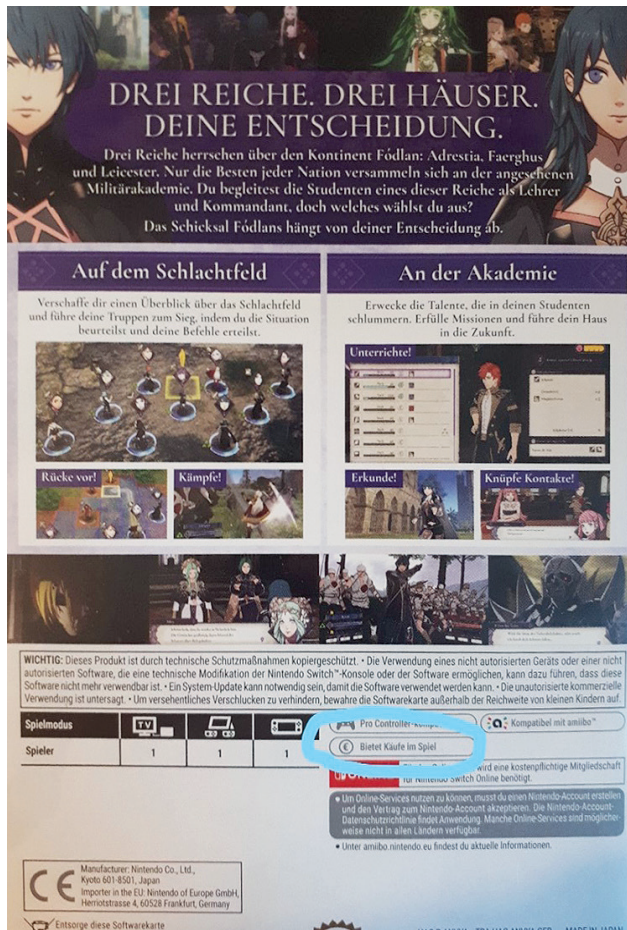 DREI REICHE. DREI HÄUSER.
DEINE ENTSCHEIDUNG.
Drei Reiche herrschen über den Kontinent Fódlan: Adrestia, Faerghus
und Leicester. Nur die Besten jeder Nation versammeln sich an der angesehenen
Militärakademie. Du begleitest die Studenten eines dieser Reiche als Lehrer
und Kommandant, doch welches wählst du aus?
Das Schicksal Fódlans hängt von deiner Entscheidung ab.
Auf dem Schlachtfeld
Verschaffe dir einen Überblick über das Schlachtfeld
und führe deine Truppen zum Sieg, indem du die Situation
beurteilst und deine Befehle erteilst.
Rücke vor!
Kämpfe!
An der Akademie
Erwecke die Talente, die in deinen Studenten
schlummern. Erfülle Missionen und führe dein Haus
in die Zukunft.
Unterrichte!
Erkunde!
Knüpfe Kontakte!
WICHTIG: Dieses Produkt ist durch technische Schutzmaßnahmen kopiergeschützt. • Die Verwendung eines nicht autorisierten Geräts oder einer nicht
autorisierten Software, die eine technische Modifikation der Nintendo Switch™-Konsole oder der Software ermöglichen, kann dazu führen, dass diese
Software nicht mehr verwendbar ist. • Ein System-Update kann notwendig sein, damit die Software verwendet werden kann. • Die unautorisierte kommerzielle
Verwendung ist untersagt. • Um versehentliches Verschlucken zu verhindern, bewahre die Softwarekarte außerhalb der Reichweite von kleinen Kindern auf.
Spielmodus TV
Spieler 1 1 1
Pro Controller-
Kompatibel mit amiibo™
€ Bietet Käufe im Spiel
wird eine kostenpflichtige Mitgliedschaft
für Nintendo Switch Online benötigt.
• Um Online-Services nutzen zu können, musst du einen Nintendo-Account erstellen
und den Vertrag zum Nintendo-Account akzeptieren. Die Nintendo-Account-
Datenschutzrichtlinie findet Anwendung. Manche Online-Services sind möglicher-
weise nicht in allen Ländern verfügbar.
• Unter amiibo.nintendo.eu findest du aktuelle Informationen.
CE
Manufacturer: Nintendo Co., Ltd.,
Kyoto 601-8501, Japan
Importer in the EU: Nintendo of Europe GmbH,
Herriotstrasse 4, 60528 Frankfurt, Germany
Entsorge diese Softwarekarte
MADE IN JAPAN